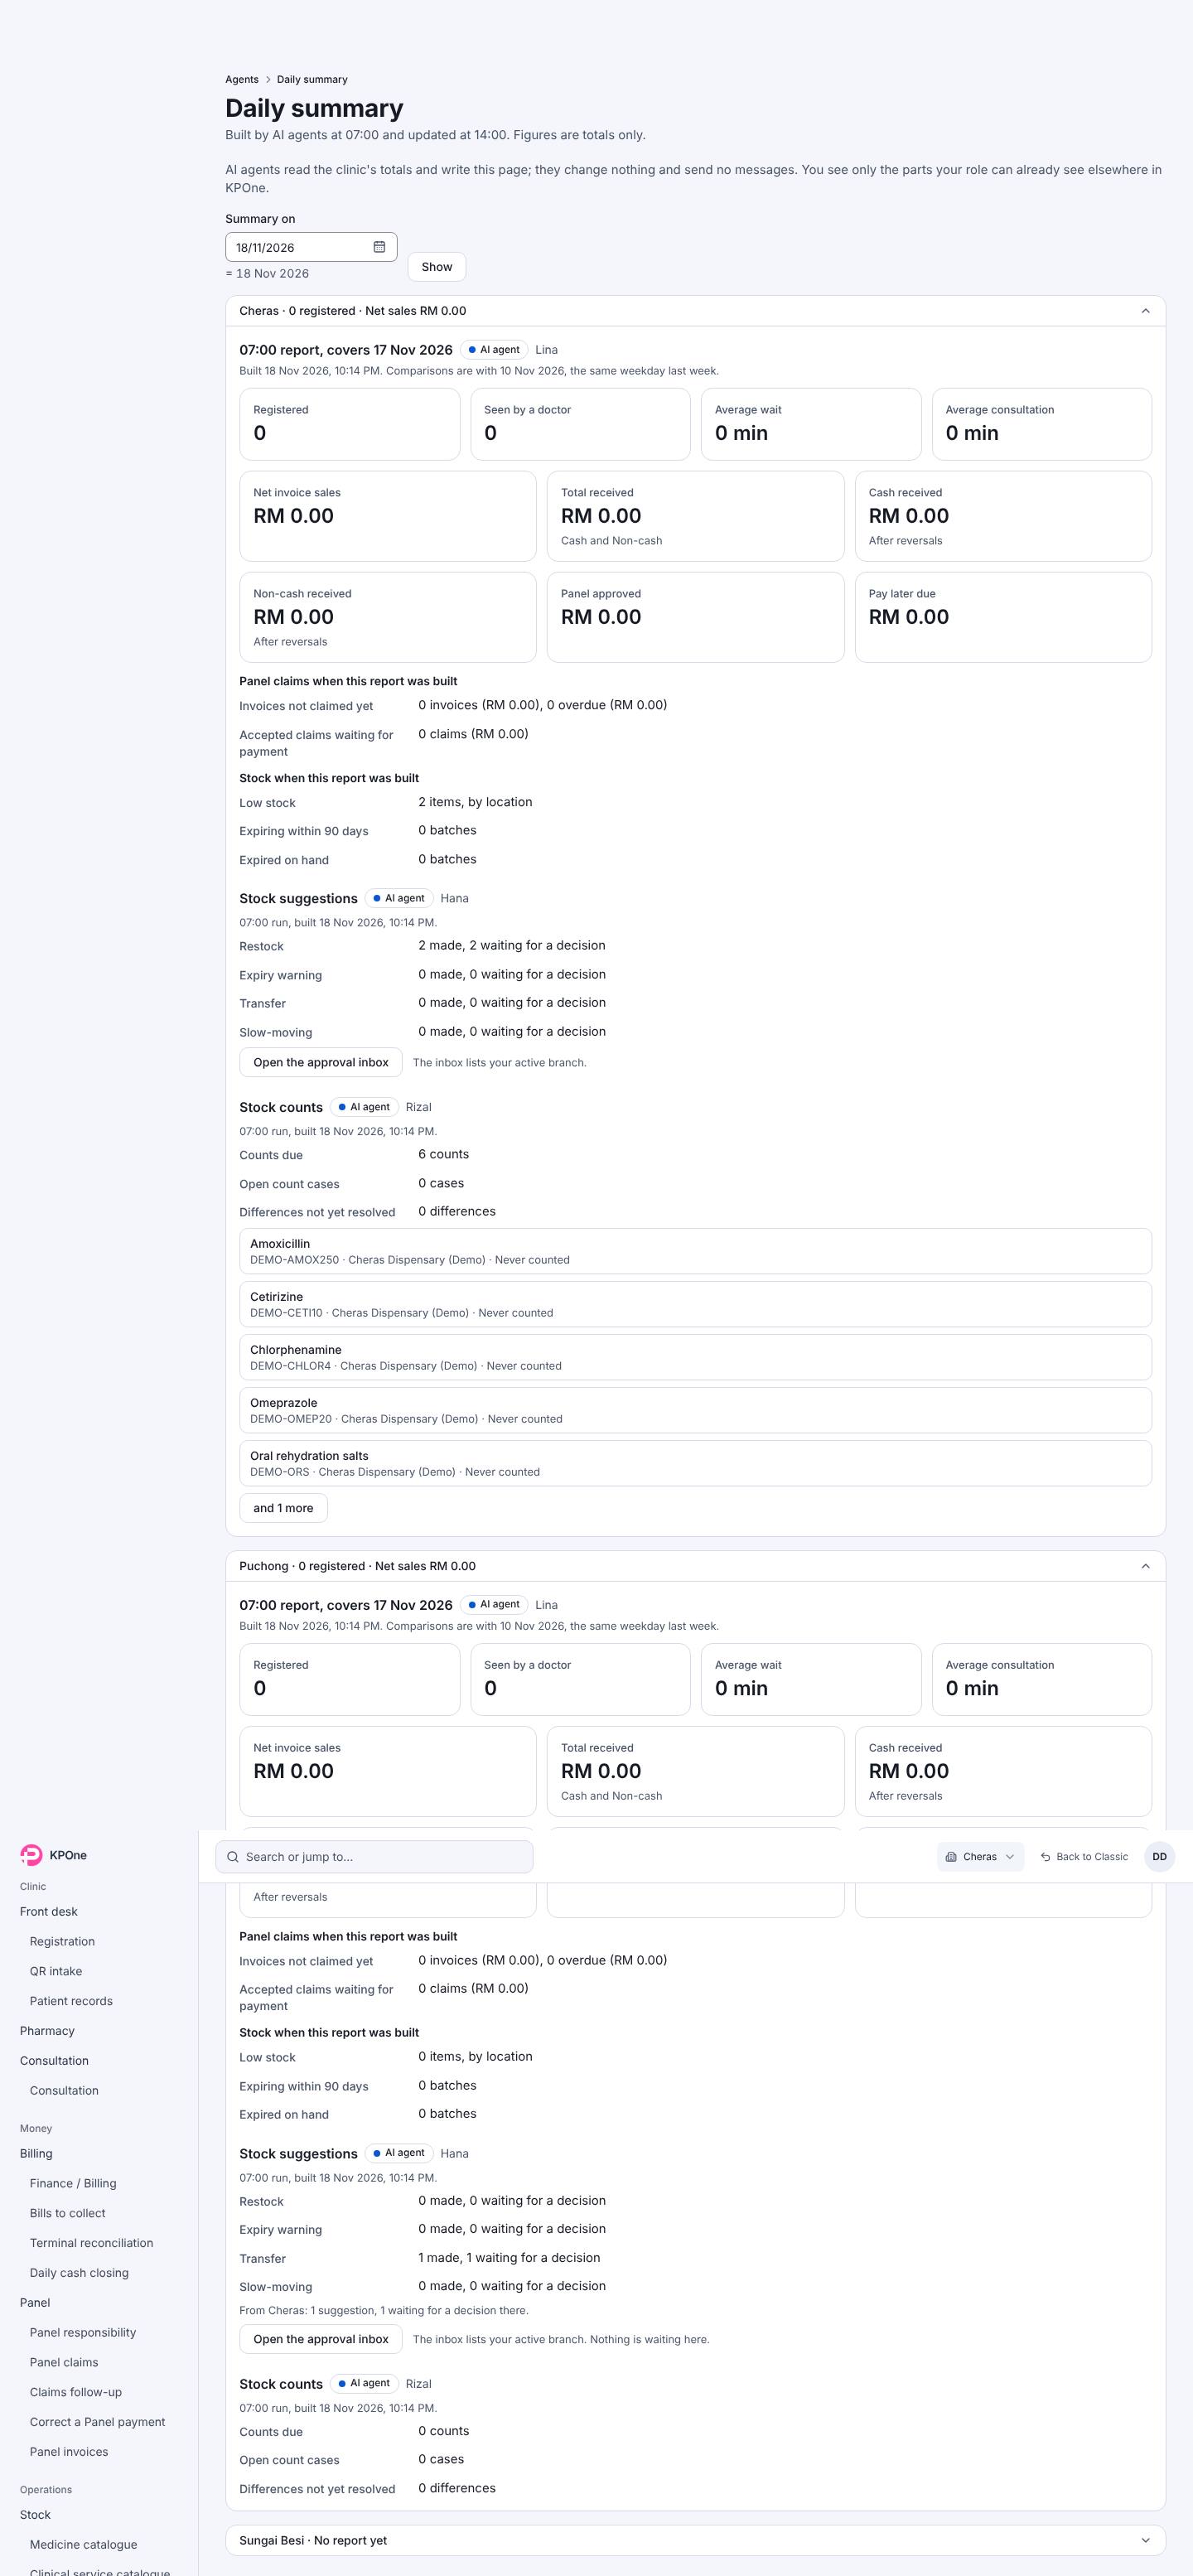 Agents > Daily summary
Daily summary
Built by AI agents at 07:00 and updated at 14:00. Figures are totals only.
AI agents read the clinic's totals and write this page; they change nothing and send no messages. You see only the parts your role can already see elsewhere in
KPOne.
Summary on
18/11/2026
= 18 Nov 2026
Show
Cheras · 0 registered · Net sales RM 0.00
07:00 report, covers 17 Nov 2026 AI agent Lina
Built 18 Nov 2026, 10:14 PM. Comparisons are with 10 Nov 2026, the same weekday last week.
Registered Seen by a doctor Average wait Average consultation
0 0 0 min 0 min
Net invoice sales Total received Cash received
RM 0.00 RM 0.00 RM 0.00
Cash and Non-cash After reversals
Non-cash received Panel approved Pay later due
RM 0.00 RM 0.00 RM 0.00
After reversals
Panel claims when this report was built
Invoices not claimed yet 0 invoices (RM 0.00), 0 overdue (RM 0.00)
Accepted claims waiting for 0 claims (RM 0.00)
payment
Stock when this report was built
Low stock 2 items, by location
Expiring within 90 days 0 batches
Expired on hand 0 batches
Stock suggestions AI agent Hana
07:00 run, built 18 Nov 2026, 10:14 PM.
Restock 2 made, 2 waiting for a decision
Expiry warning 0 made, 0 waiting for a decision
Transfer 0 made, 0 waiting for a decision
Slow-moving 0 made, 0 waiting for a decision
Open the approval inbox The inbox lists your active branch.
Stock counts AI agent Rizal
07:00 run, built 18 Nov 2026, 10:14 PM.
Counts due 6 counts
Open count cases 0 cases
Differences not yet resolved 0 differences
Amoxicillin
DEMO-AMOX250 · Cheras Dispensary (Demo) · Never counted
Cetirizine
DEMO-CETI10 · Cheras Dispensary (Demo) · Never counted
Chlorphenamine
DEMO-CHLOR4 · Cheras Dispensary (Demo) · Never counted
Omeprazole
DEMO-OMEP20 · Cheras Dispensary (Demo) · Never counted
Oral rehydration salts
DEMO-ORS · Cheras Dispensary (Demo) · Never counted
and 1 more
Puchong · 0 registered · Net sales RM 0.00
07:00 report, covers 17 Nov 2026 AI agent Lina
Built 18 Nov 2026, 10:14 PM. Comparisons are with 10 Nov 2026, the same weekday last week.
Registered Seen by a doctor Average wait Average consultation
0 0 0 min 0 min
Net invoice sales Total received Cash received
RM 0.00 RM 0.00 RM 0.00
Cash and Non-cash After reversals
KPOne
Search or jump to...
Cheras
Back to Classic
DD
Clinic
Front desk
Registration
QR intake
Patient records
Pharmacy
Consultation
Consultation
Money
Billing
Finance / Billing
Bills to collect
Terminal reconciliation
Daily cash closing
Panel
Panel responsibility
Panel claims
Claims follow-up
Correct a Panel payment
Panel invoices
Operations
Stock
Medicine catalogue
Clinical service catalogue
After reversals
Panel claims when this report was built
Invoices not claimed yet 0 invoices (RM 0.00), 0 overdue (RM 0.00)
Accepted claims waiting for 0 claims (RM 0.00)
payment
Stock when this report was built
Low stock 0 items, by location
Expiring within 90 days 0 batches
Expired on hand 0 batches
Stock suggestions AI agent Hana
07:00 run, built 18 Nov 2026, 10:14 PM.
Restock 0 made, 0 waiting for a decision
Expiry warning 0 made, 0 waiting for a decision
Transfer 1 made, 1 waiting for a decision
Slow-moving 0 made, 0 waiting for a decision
From Cheras: 1 suggestion, 1 waiting for a decision there.
Open the approval inbox The inbox lists your active branch. Nothing is waiting here.
Stock counts AI agent Rizal
07:00 run, built 18 Nov 2026, 10:14 PM.
Counts due 0 counts
Open count cases 0 cases
Differences not yet resolved 0 differences
Sungai Besi · No report yet